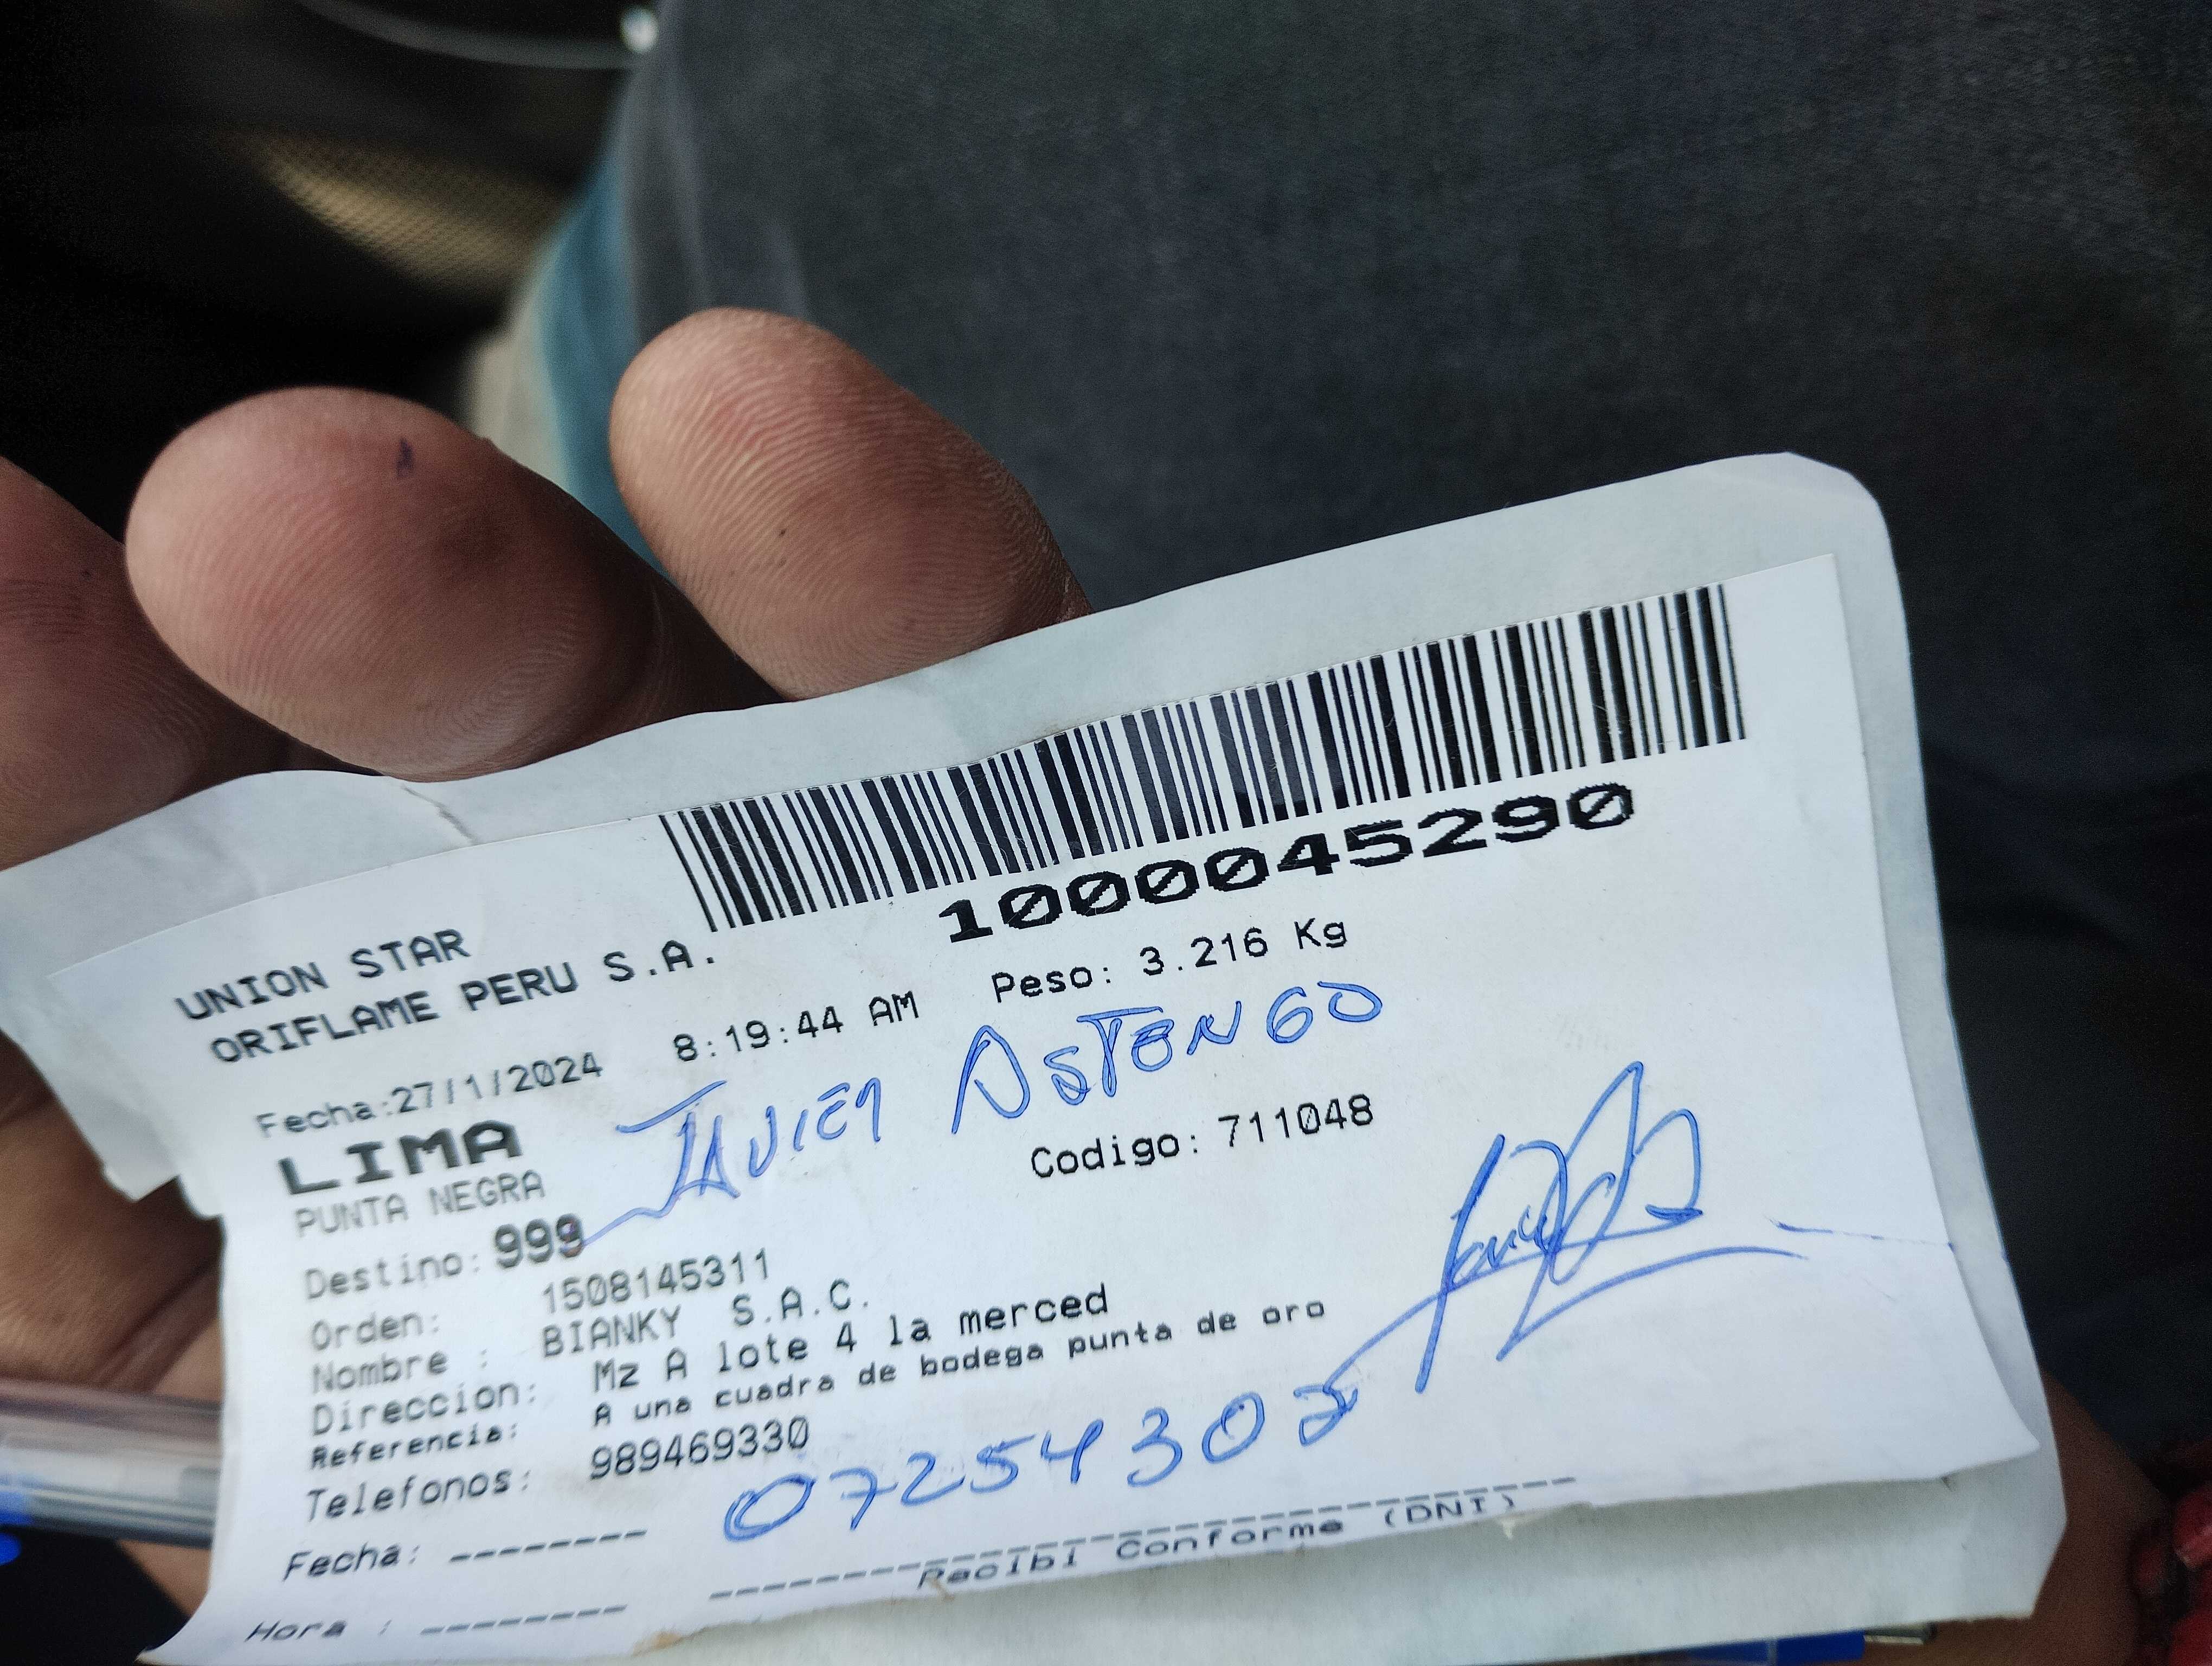 1000045290
UNION STAR
ORIFLAME PERU S.A.
Fecha:27/1/2024 8:19:44 AM Peso: 3.216 Kg
JAVIER ASTENGO
LIMA
PUNTA NEGRA
Codigo: 711048
Destino: 999
Orden: 1508145311
Nombre : BIANKY S.A.C.
Direccion: Mz A lote 4 la merced
Referencia: A una cuadra de bodega punta de oro
Telefonos: 989469330
Fecha: --------
Recibi Conforme (DNI)
Hora : --------